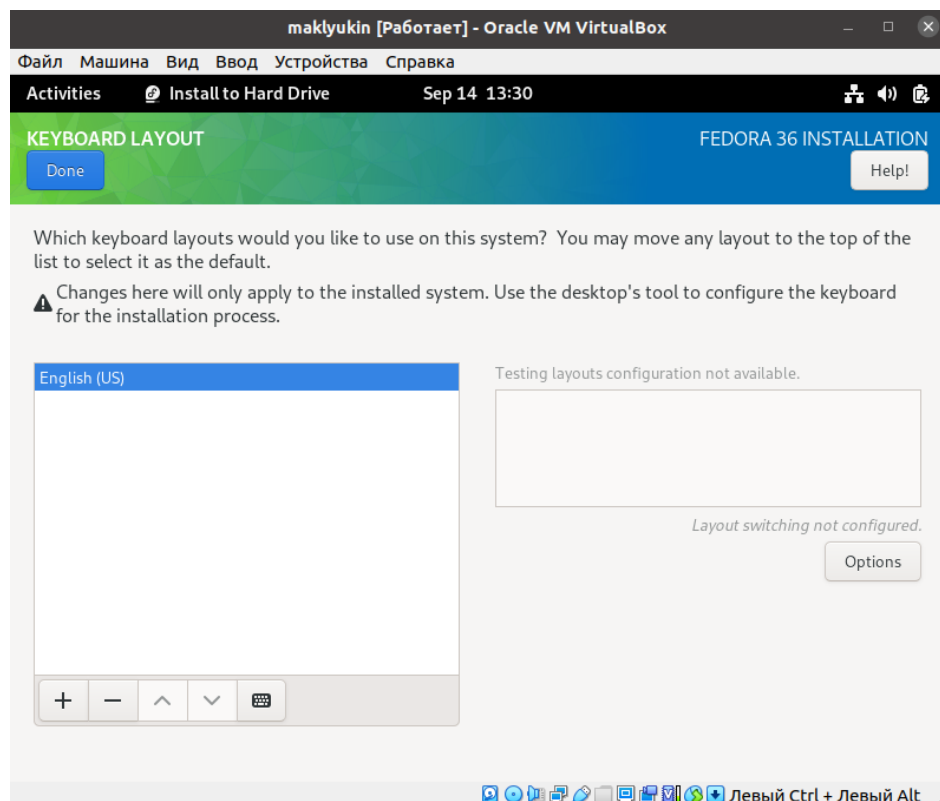 maklyukin [Работает] - Oracle VM VirtualBox
Файл Машина Вид Ввод Устройства Справка
Activities Install to Hard Drive Sep 14 13:30
KEYBOARD LAYOUT FEDORA 36 INSTALLATION
Done Help!
Which keyboard layouts would you like to use on this system? You may move any layout to the top of the
list to select it as the default.
Changes here will only apply to the installed system. Use the desktop's tool to configure the keyboard
for the installation process.
English (US)
Testing layouts configuration not available.
Layout switching not configured.
Options
Левый Ctrl + Левый Alt